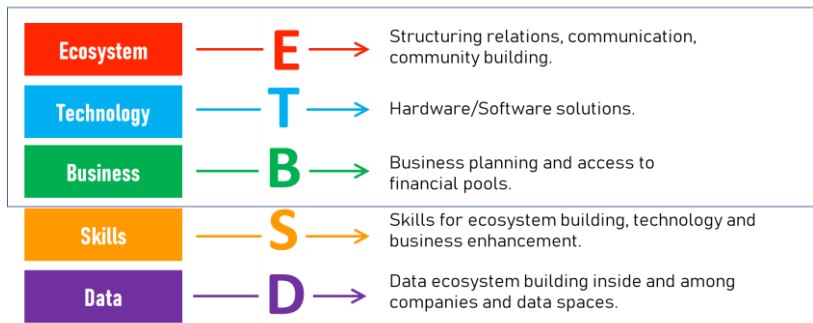 Ecosystem
E
Structuring relations, communication,
community building.
Technology
T
Hardware/Software solutions.
Business
B
Business planning and access to
financial pools.
Skills
S
Skills for ecosystem building, technology and
business enhancement.
Data
D
Data ecosystem building inside and among
companies and data spaces.